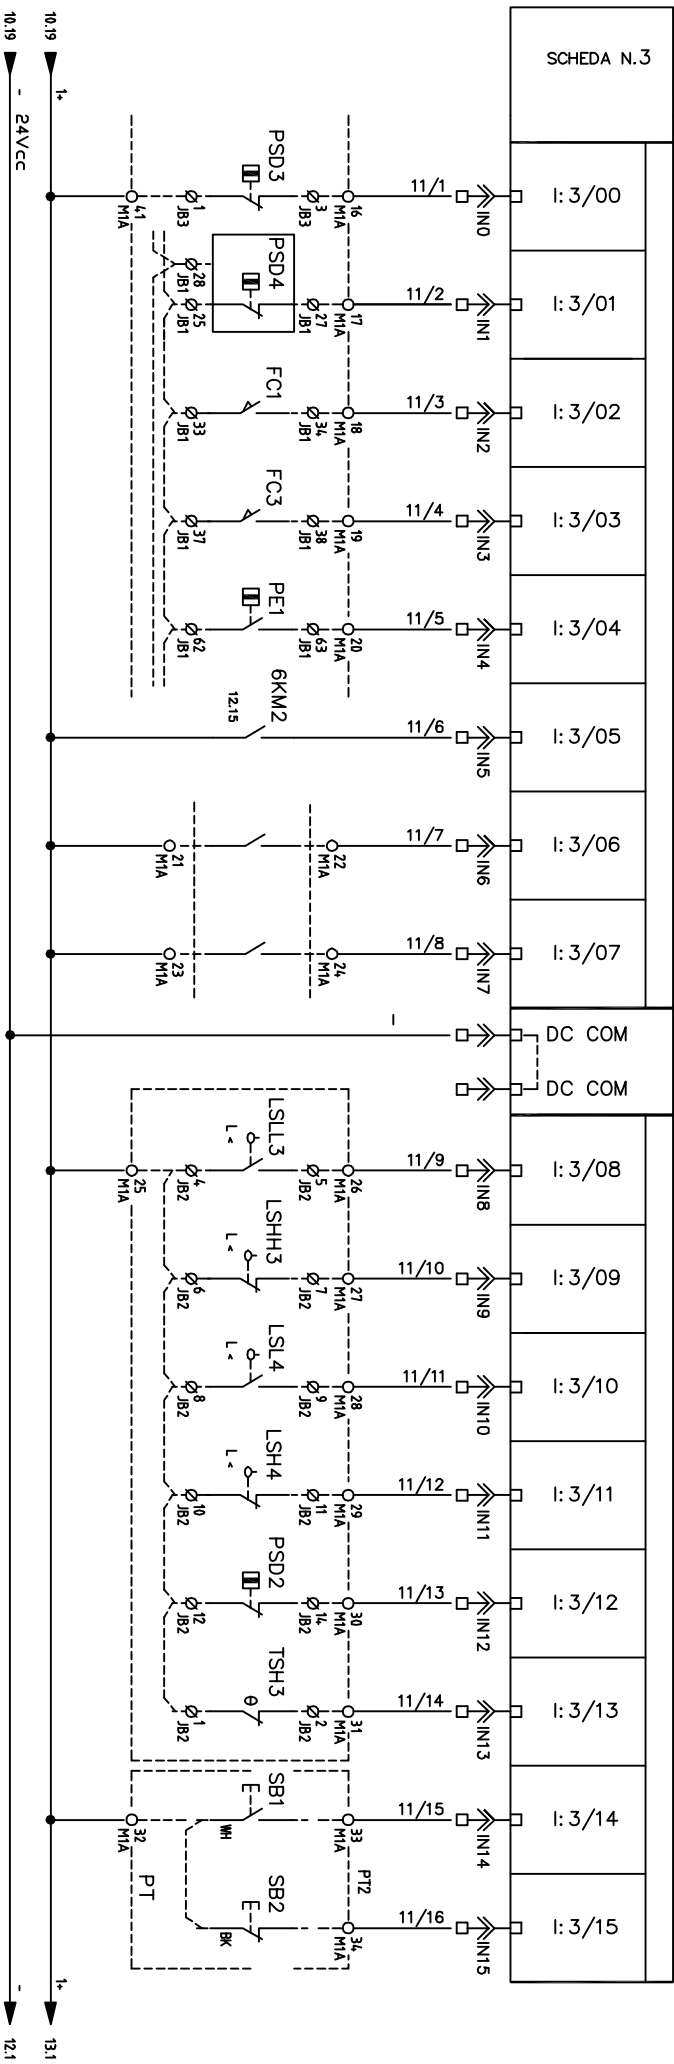 SCHEDA N.3
10.19
10.19
1+
- 24Vcc
PSD3
41
M1A
1
JB3
3
JB3
16
M1A
11/1
IN0
I: 3/00
28
JB1
PSD4
25
JB1
27
JB1
17
M1A
11/2
IN1
I: 3/01
FC1
33
JB1
34
JB1
18
M1A
11/3
IN2
I: 3/02
FC3
37
JB1
38
JB1
19
M1A
11/4
IN3
I: 3/03
PE1
62
JB1
63
JB1
20
M1A
11/5
IN4
I: 3/04
6KM2
12.15
11/6
IN5
I: 3/05
21
M1A
22
M1A
11/7
IN6
I: 3/06
23
M1A
24
M1A
11/8
IN7
I: 3/07
-
DC COM
DC COM
LSLL3
L <
25
M1A
4
JB2
5
JB2
26
M1A
11/9
IN8
I: 3/08
LSHH3
L <
6
JB2
7
JB2
27
M1A
11/10
IN9
I: 3/09
LSL4
L <
8
JB2
9
JB2
28
M1A
11/11
IN10
I: 3/10
LSH4
L <
10
JB2
11
JB2
29
M1A
11/12
IN11
I: 3/11
PSD2
12
JB2
14
JB2
30
M1A
11/13
IN12
I: 3/12
TSH3
θ
1
JB2
2
JB2
31
M1A
11/14
IN13
I: 3/13
SB1
32
M1A
WH
33
M1A
11/15
IN14
I: 3/14
PT
PT2
SB2
BK
34
M1A
11/16
IN15
I: 3/15
-
1+
12.1
13.1